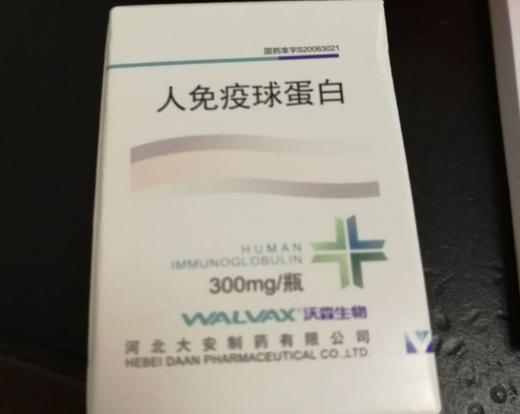 国药准字S20063021
人免疫球蛋白
HUMAN
IMMUNOGLOBULIN
300mg/瓶
WALVAX 沃森生物
河北大安制药有限公司
HEBEI DAAN PHARMACEUTICAL CO.,LTD.